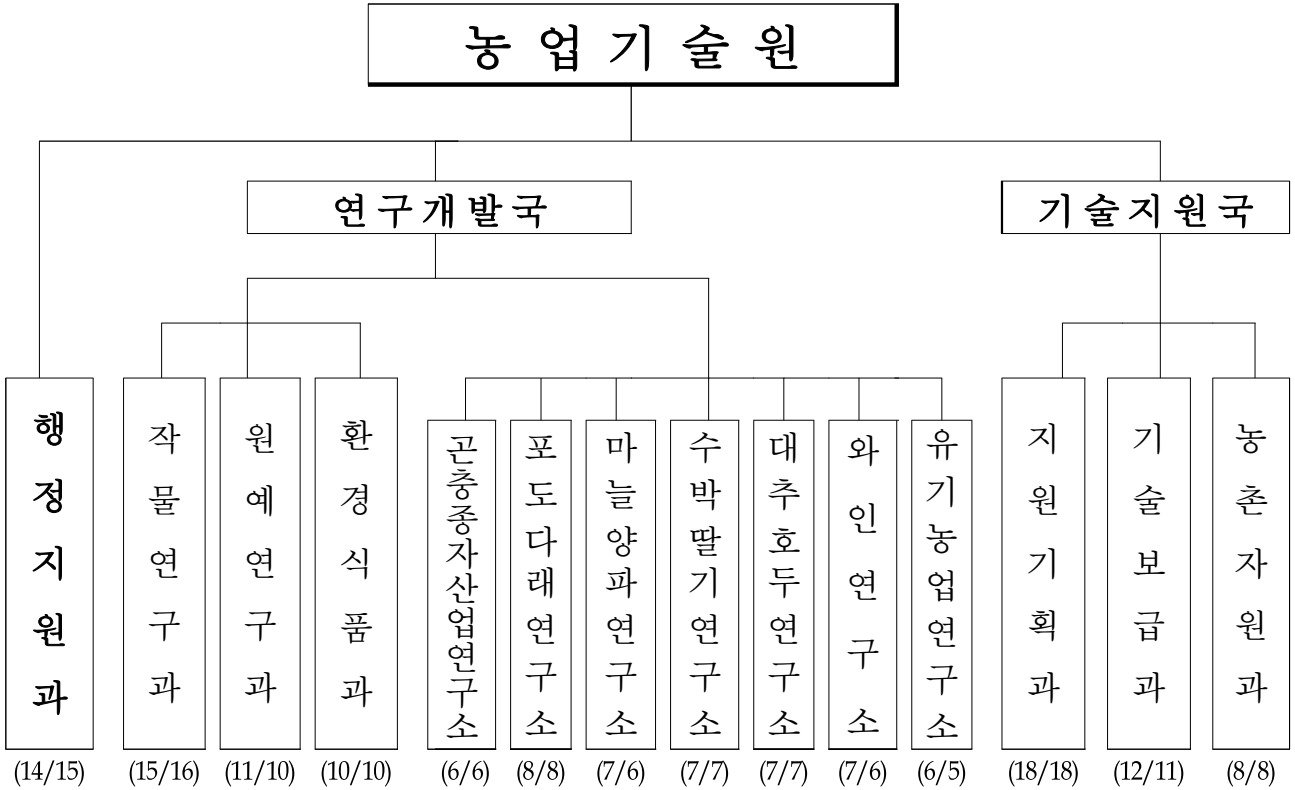 농업기술원
연구개발국
기술지원국
행정지원과
작물연구과
원예연구과
환경식품과
곤충종자산업연구소
포도다래연구소
마늘양파연구소
수박딸기연구소
대추호두연구소
와인연구소
유기농업연구소
지원기획과
기술보급과
농촌자원과
(14/15)
(15/16)
(11/10)
(10/10)
(6/6)
(8/8)
(7/6)
(7/7)
(7/7)
(7/6)
(6/5)
(18/18)
(12/11)
(8/8)